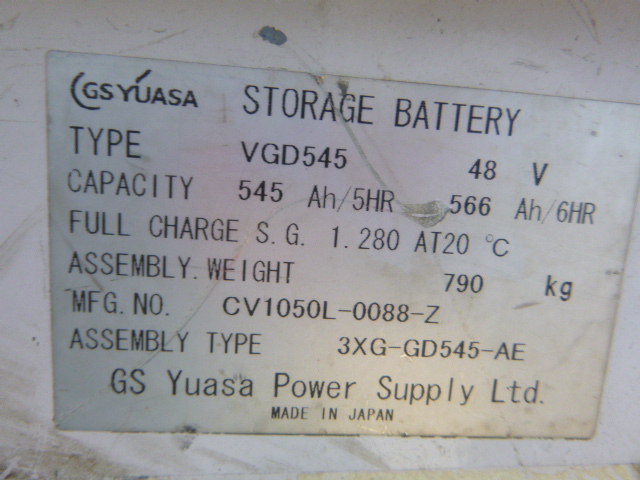 GS YUASA STORAGE BATTERY
TYPE VGD545 48 V
CAPACITY 545 Ah/5HR 566 Ah/6HR
FULL CHARGE S.G. 1.280 AT20 ℃
ASSEMBLY.WEIGHT 790 kg
MFG.NO. CV1050L-0088-Z
ASSEMBLY TYPE 3XG-GD545-AE
GS Yuasa Power Supply Ltd.
MADE IN JAPAN